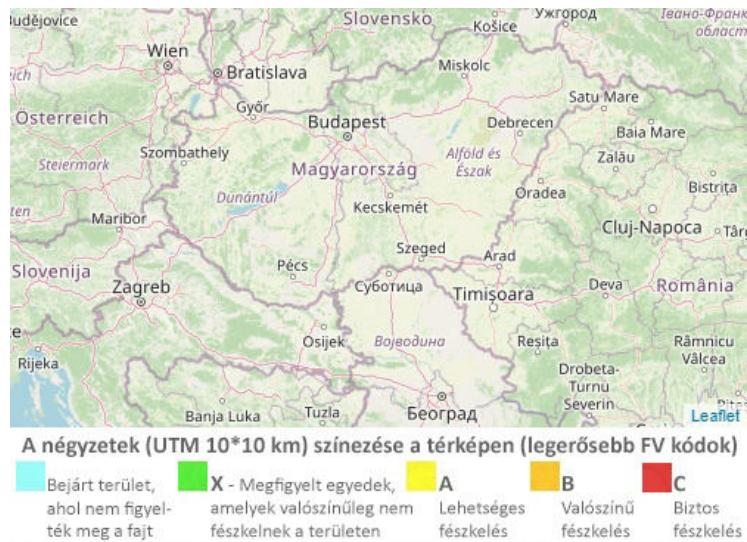 Slovensko
Ужгород
Івано-Франк
област
Budějovice
Košice
Wien
Miskolc
Bratislava
Győr
Satu Mare
Österreich
Budapest
Debrecen
Baia Mare
Szombathely
Steiermark
Magyarország
Alföld és
Észak
Zalău
Dunántúl
Oradea
Bistrița
Maribor
Kecskemét
Cluj-Napoca
Târg
Szeged
Arad
Slovenija
Pécs
Суботица
Deva
România
Zagreb
Timișoara
Osijek
Војводина
Reșița
Râmnicu
Vâlcea
Rijeka
Drobeta-
Turnu
Severin
Banja Luka
Tuzla
Београд
Leaflet
A négyzetek (UTM 10*10 km) színezése a térképen (legerősebb FV kódok)
Bejárt terület,
ahol nem figyel-
ték meg a fajt
X - Megfigyelt egyedek,
amelyek valószínűleg nem
fészkelnek a területen
A
Lehetséges
fészkelés
B
Valószínű
fészkelés
C
Biztos
fészkelés